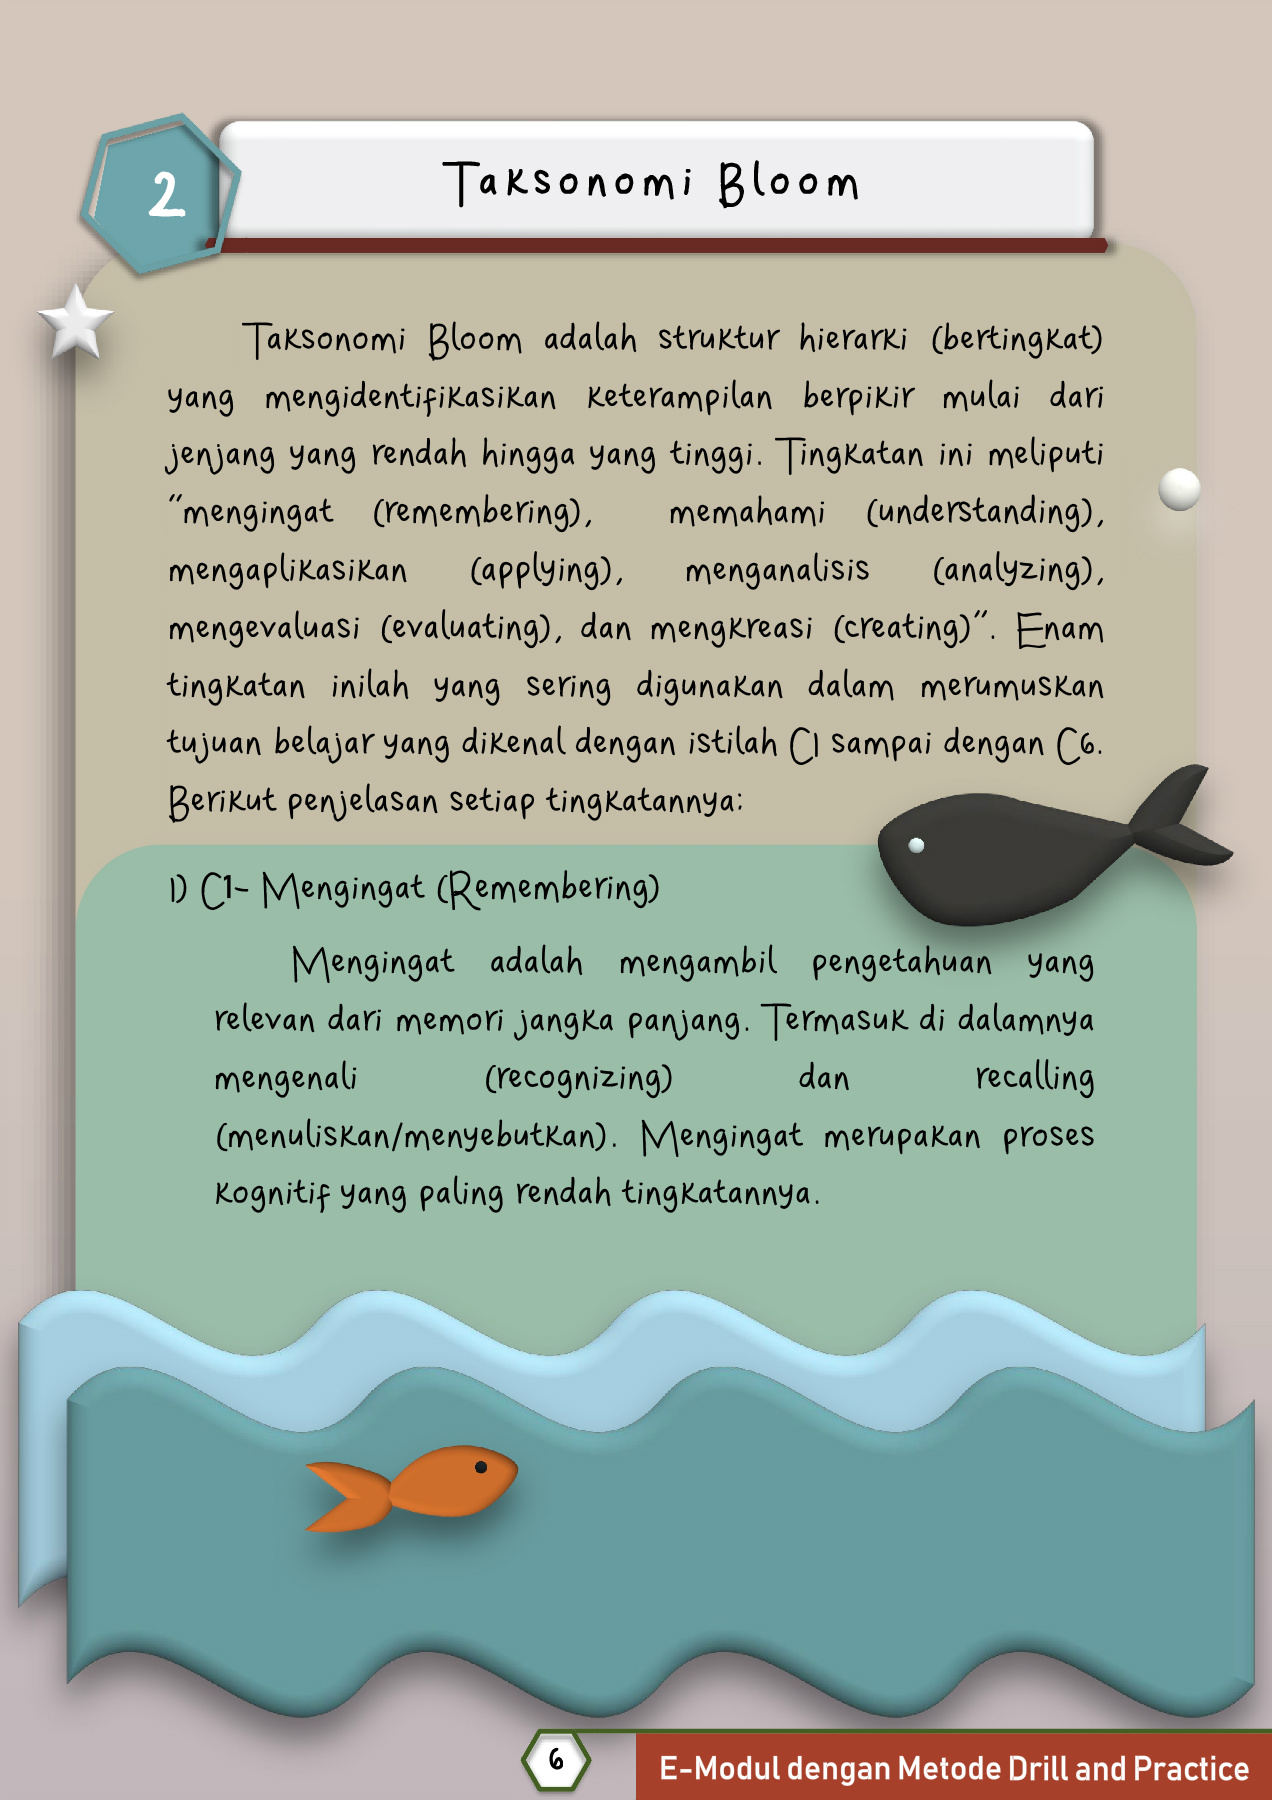 2
Taksonomi Bloom
Taksonomi Bloom adalah struktur hierarki (bertingkat)
yang mengidentifikasikan keterampilan berpikir mulai dari
jenjang yang rendah hingga yang tinggi. Tingkatan ini meliputi
“mengingat (remembering), memahami (understanding),
mengaplikasikan (applying), menganalisis (analyzing),
mengevaluasi (evaluating), dan mengkreasi (creating)”. Enam
tingkatan inilah yang sering digunakan dalam merumuskan
tujuan belajar yang dikenal dengan istilah C1 sampai dengan C6.
Berikut penjelasan setiap tingkatannya:
1) C1- Mengingat (Remembering)
Mengingat adalah mengambil pengetahuan yang
relevan dari memori jangka panjang. Termasuk di dalamnya
mengenali (recognizing) dan recalling
(menuliskan/menyebutkan). Mengingat merupakan proses
kognitif yang paling rendah tingkatannya.
6
E-Modul dengan Metode Drill and Practice